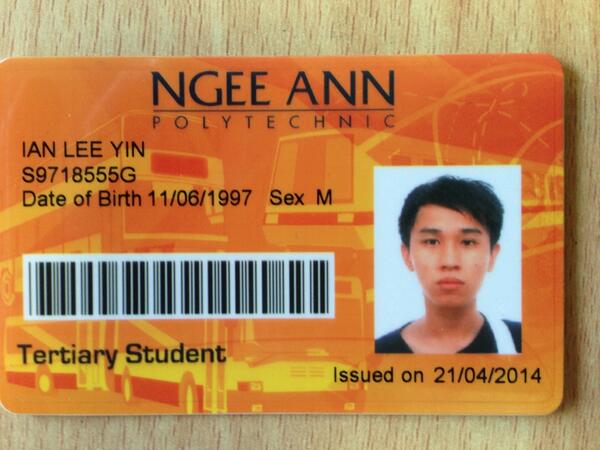 NGEE ANN
POLYTECHNIC
IAN LEE YIN
S9718555G
Date of Birth 11/06/1997 Sex M
Tertiary Student
Issued on 21/04/2014